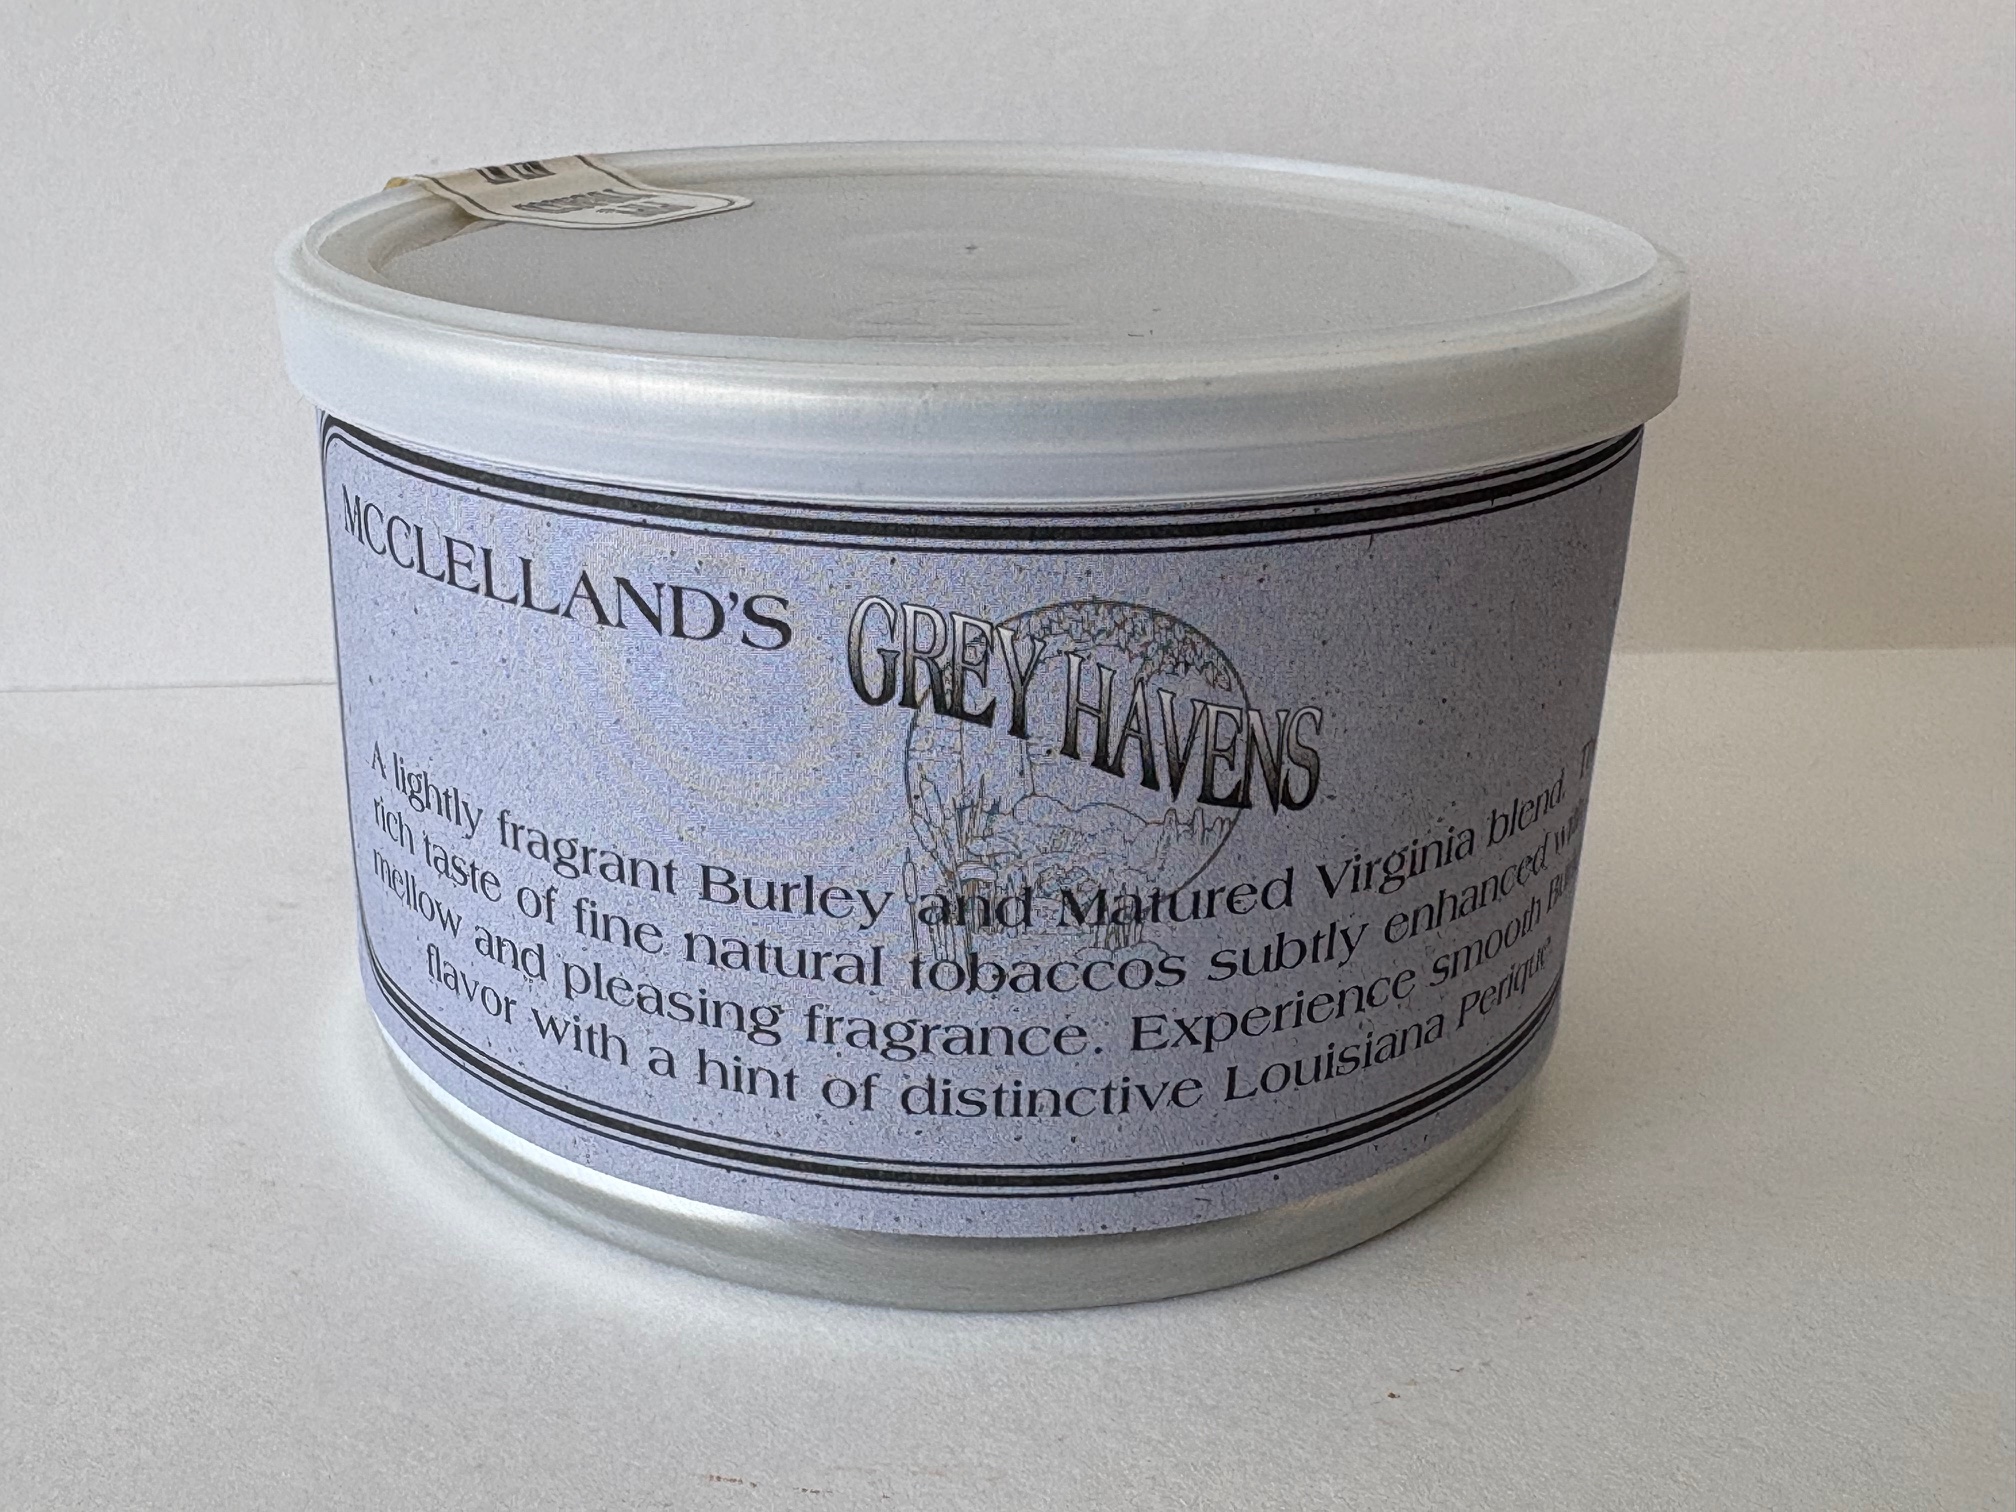 MCCLELLAND'S
GREY HAVENS
A lightly fragrant Burley and Matured Virginia blend.
rich taste of fine natural tobaccos subtly enhanced with
mellow and pleasing fragrance. Experience smooth
flavor with a hint of distinctive Louisiana Perique